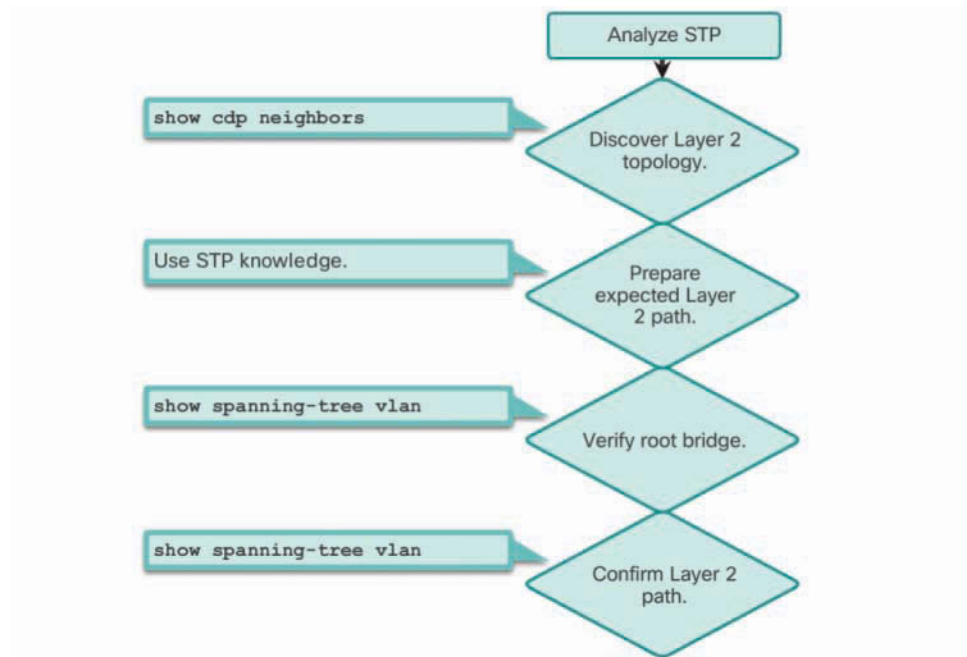 Analyze STP
show cdp neighbors
Discover Layer 2
topology.
Use STP knowledge.
Prepare
expected Layer
2 path.
show spanning-tree vlan
Verify root bridge.
show spanning-tree vlan
Confirm Layer 2
path.